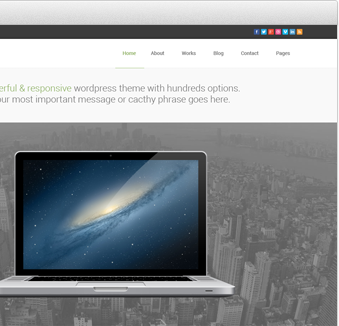 Home About Works Blog Contact Pages
erful & responsive wordpress theme with hundreds options.
our most important message or cacthy phrase goes here.